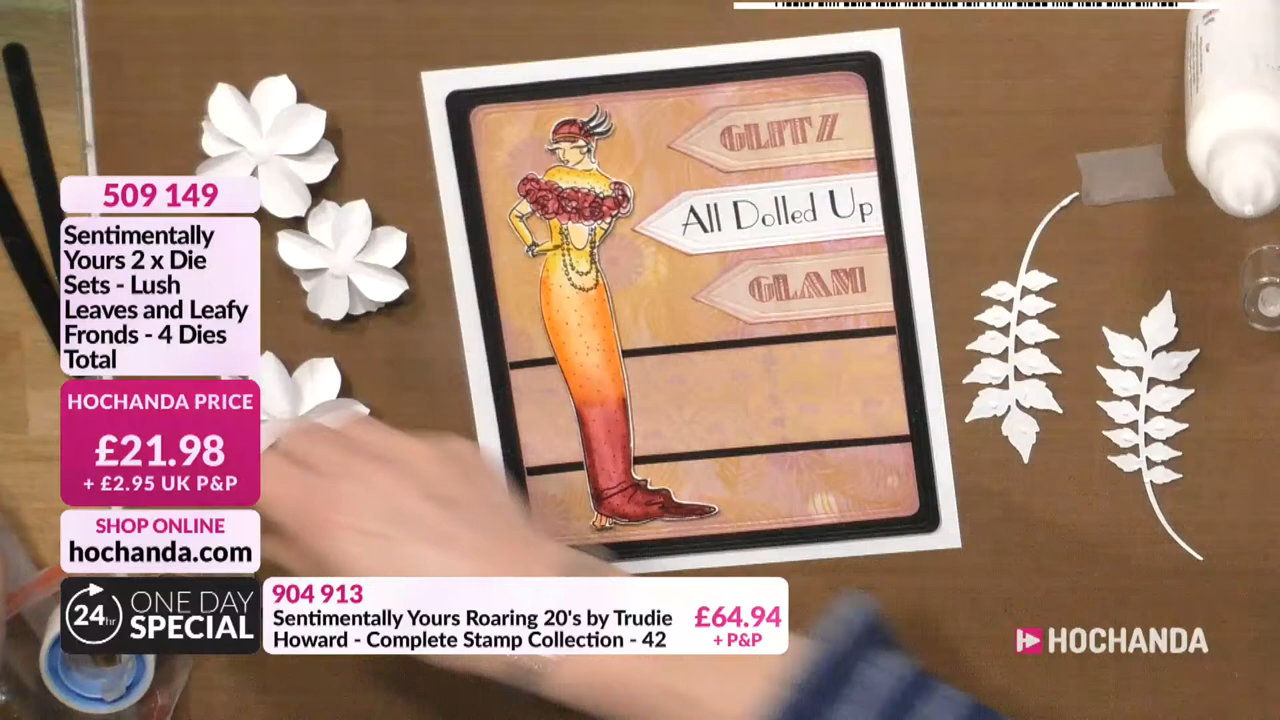 509 149
Sentimentally
Yours 2 x Die
Sets - Lush
Leaves and Leafy
Fronds - 4 Dies
Total
HOCHANDA PRICE
£21.98
+ £2.95 UK P&P
SHOP ONLINE
hochanda.com
24hr
ONE DAY
SPECIAL
904 913
Sentimentally Yours Roaring 20's by Trudie
Howard - Complete Stamp Collection - 42
£64.94
+ P&P
GLITZ
All Dolled Up
GLAM
HOCHANDA